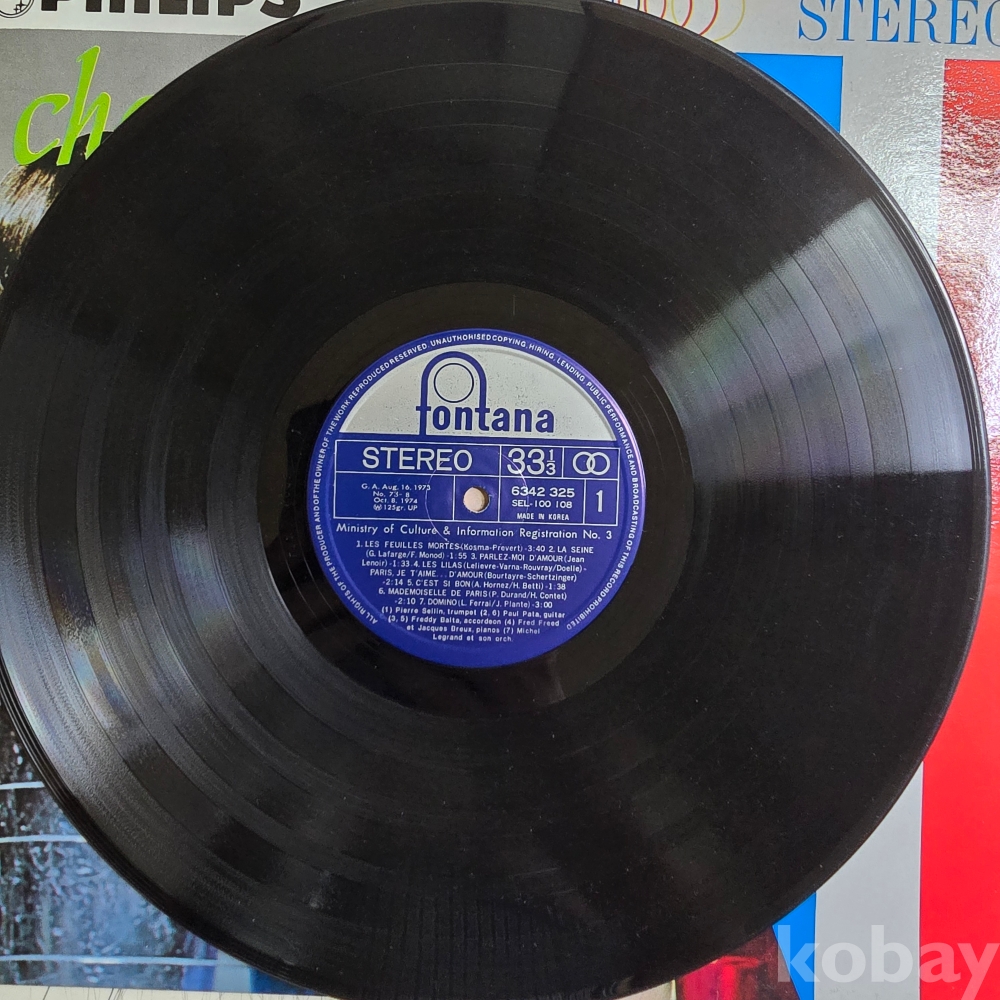 PHILIPS
STEREO
ch
ALL RIGHTS OF THE PRODUCER AND OF THE OWNER OF THE WORK REPRODUCED RESERVED. UNAUTHORISED COPYING, HIRING, LENDING, PUBLIC PERFORMANCE AND BROADCASTING OF THIS RECORD PROHIBITED
fontana
STEREO
33⅓
G. A. Aug. 16. 1973
No. 73-8
Oct. 8. 1974
125gr. UP
6342 325
SEL-100 108
MADE IN KOREA
1
Ministry of Culture & Information Registration No. 3
1. LES FEUILLES MORTES(Kosma-Prevert)-3:40 2. LA SEINE
(G. Lafarge/F. Monod)-1:55 3. PARLEZ-MOI D'AMOUR(Jean
Lenoir)-1:33 4. LES LILAS(Lelievre-Varna-Rouvray/Doelle)-
PARIS, JE T'AIME... D'AMOUR(Bourtayre-Schertzinger)
-2:14 5. C'EST SI BON(A. Hornez/H. Betti)-1:38
6. MADEMOISELLE DE PARIS(P. Durand/H. Contet)
-2:10 7. DOMINO(L. Ferrai/J. Plante)-3:00
(1) Pierre Sellin, trumpet (2, 6) Paul Pata, guitar
(3, 5) Freddy Balta, accordeon (4) Fred Freed
et Jacques Dreux, pianos (7) Michel
Legrand et son orch.
kobay